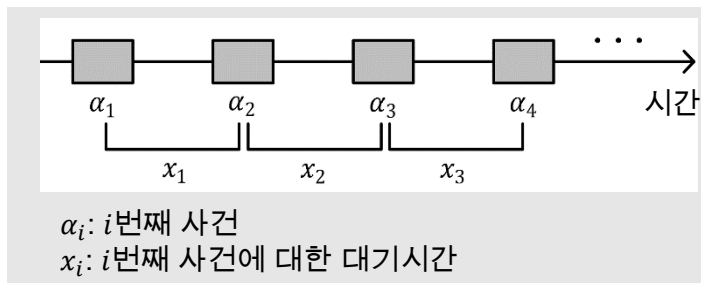 ...
α₁ α₂ α₃ α₄ 시간
x₁ x₂ x₃
αᵢ: i번째 사건
xᵢ: i번째 사건에 대한 대기시간